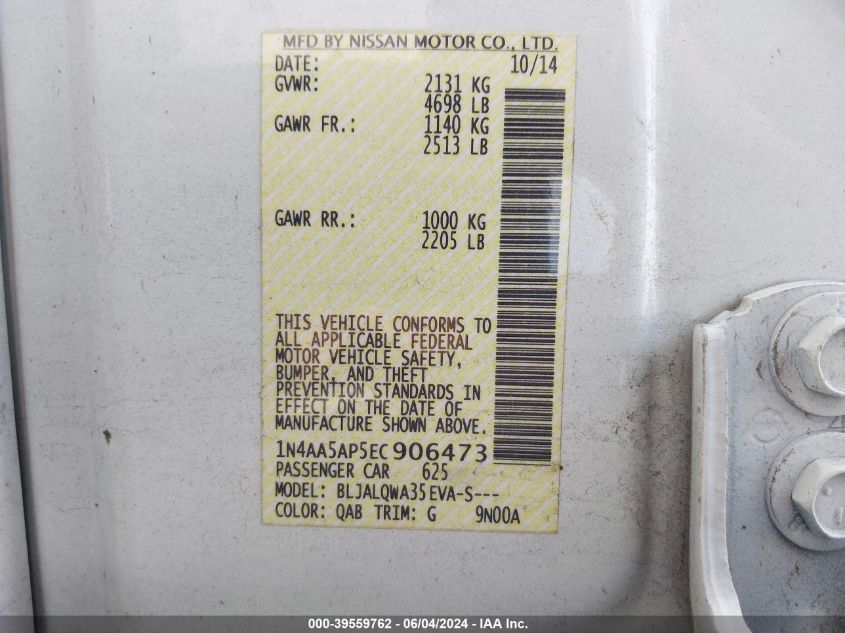 MFD BY NISSAN MOTOR CO., LTD.
DATE: 10/14
GVWR: 2131 KG
4698 LB
GAWR FR.: 1140 KG
2513 LB
GAWR RR.: 1000 KG
2205 LB
THIS VEHICLE CONFORMS TO
ALL APPLICABLE FEDERAL
MOTOR VEHICLE SAFETY,
BUMPER, AND THEFT
PREVENTION STANDARDS IN
EFFECT ON THE DATE OF
MANUFACTURE SHOWN ABOVE.
1N4AA5AP5EC906473
PASSENGER CAR 625
MODEL: BLJALQWA35EVA-S---
COLOR: QAB TRIM: G 9N00A
000-39559762 - 06/04/2024 - IAA Inc.